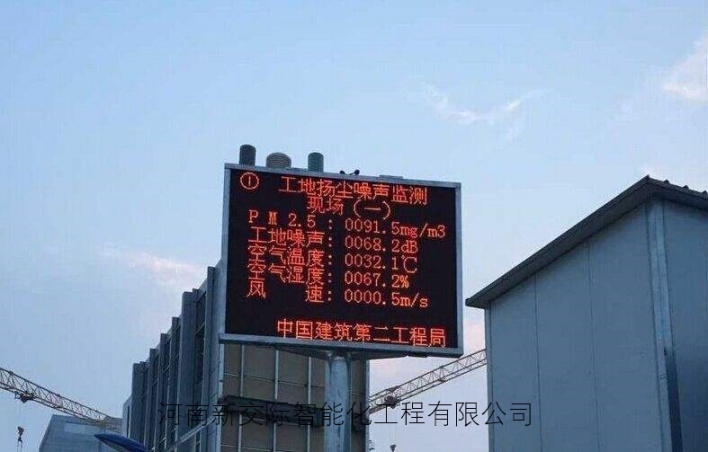 ① 工地扬尘噪声监测
现场(一)
PM2.5:0091.5mg/m3
工地噪声:0068.2dB
空气温度:0032.1℃
空气湿度:0067.2%
风 速:0000.5m/s
中国建筑第二工程局
河南新交际智能化工程有限公司